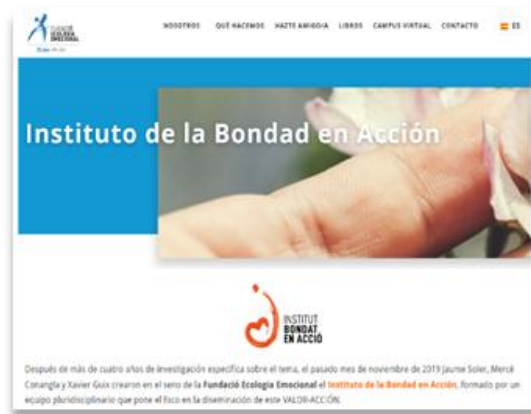 FUNDACIÓ
ECOLOGIA
EMOCIONAL
NOSOTROS QUÉ HACEMOS HAZTE AMIGO/A LIBROS CAMPUS VIRTUAL CONTACTO ES
Instituto de la Bondad en Acción
INSTITUT
BONDAT
EN ACCIÓ
Después de más de cuatro años de investigación específica sobre el tema, el pasado mes de noviembre de 2019 Jaume Soler, Mercè
Conangla y Xavier Guix crearon en el seno de la Fundació Ecologia Emocional el Instituto de la Bondad en Acción, formado por un
equipo pluridisciplinario que pone el foco en la diseminación de este VALOR-ACCIÓN.